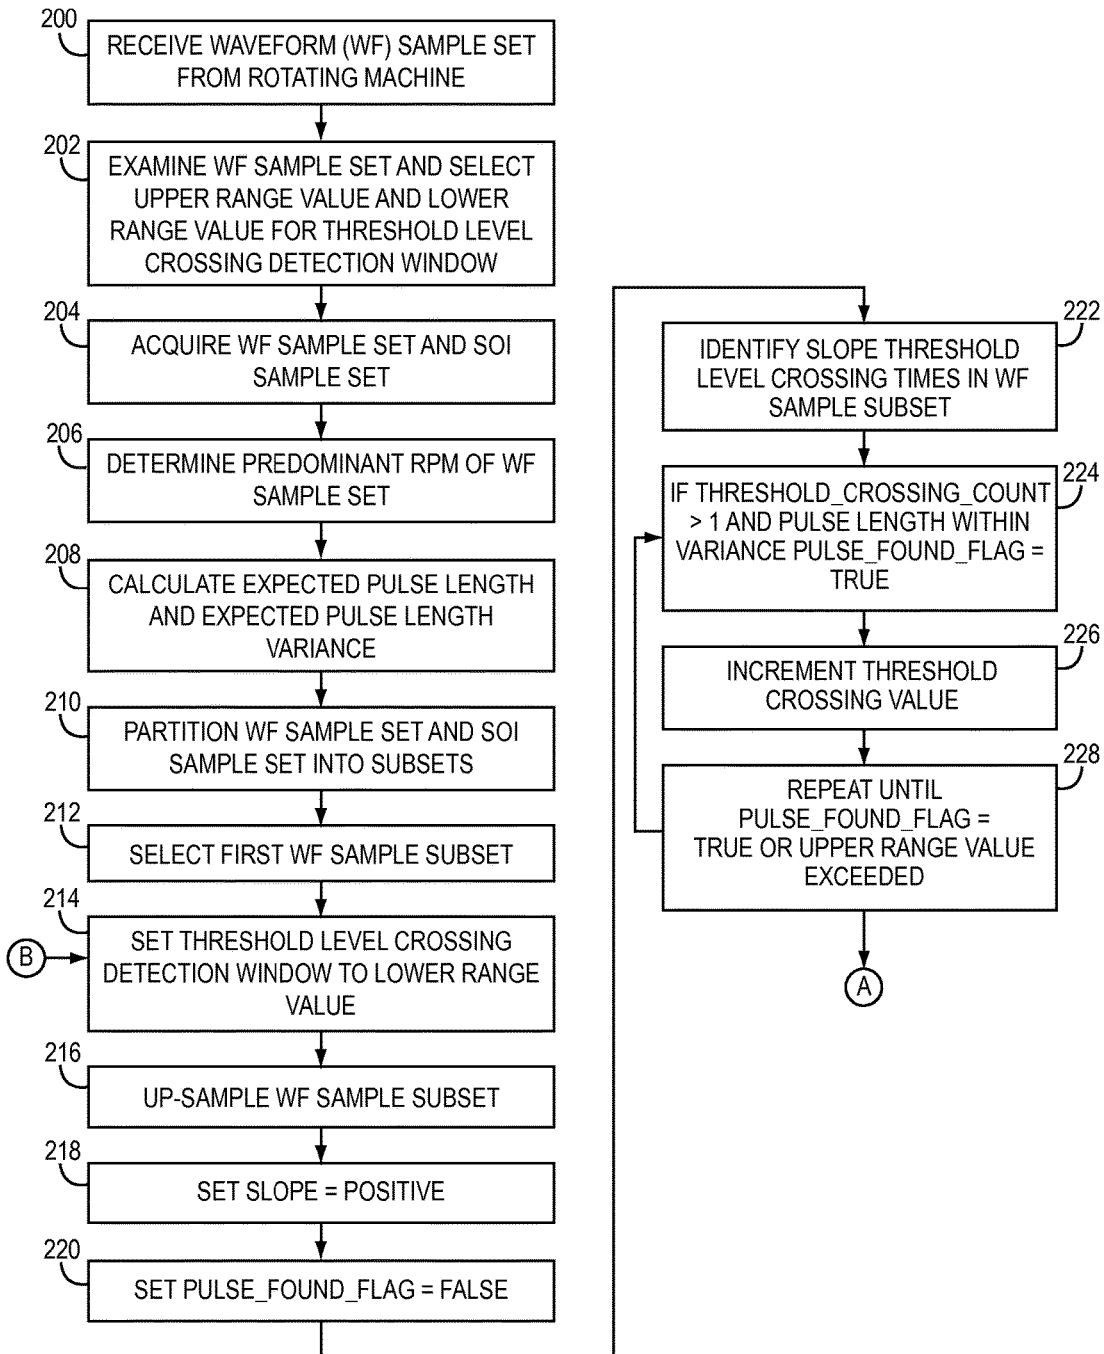 200
RECEIVE WAVEFORM (WF) SAMPLE SET
FROM ROTATING MACHINE
202
EXAMINE WF SAMPLE SET AND SELECT
UPPER RANGE VALUE AND LOWER
RANGE VALUE FOR THRESHOLD LEVEL
CROSSING DETECTION WINDOW
204
ACQUIRE WF SAMPLE SET AND SOI
SAMPLE SET
206
DETERMINE PREDOMINANT RPM OF WF
SAMPLE SET
208
CALCULATE EXPECTED PULSE LENGTH
AND EXPECTED PULSE LENGTH
VARIANCE
210
PARTITION WF SAMPLE SET AND SOI
SAMPLE SET INTO SUBSETS
212
SELECT FIRST WF SAMPLE SUBSET
214
B
SET THRESHOLD LEVEL CROSSING
DETECTION WINDOW TO LOWER RANGE
VALUE
216
UP-SAMPLE WF SAMPLE SUBSET
218
SET SLOPE = POSITIVE
220
SET PULSE_FOUND_FLAG = FALSE
222
IDENTIFY SLOPE THRESHOLD
LEVEL CROSSING TIMES IN WF
SAMPLE SUBSET
224
IF THRESHOLD_CROSSING_COUNT
> 1 AND PULSE LENGTH WITHIN
VARIANCE PULSE_FOUND_FLAG =
TRUE
226
INCREMENT THRESHOLD
CROSSING VALUE
228
REPEAT UNTIL
PULSE_FOUND_FLAG =
TRUE OR UPPER RANGE VALUE
EXCEEDED
A